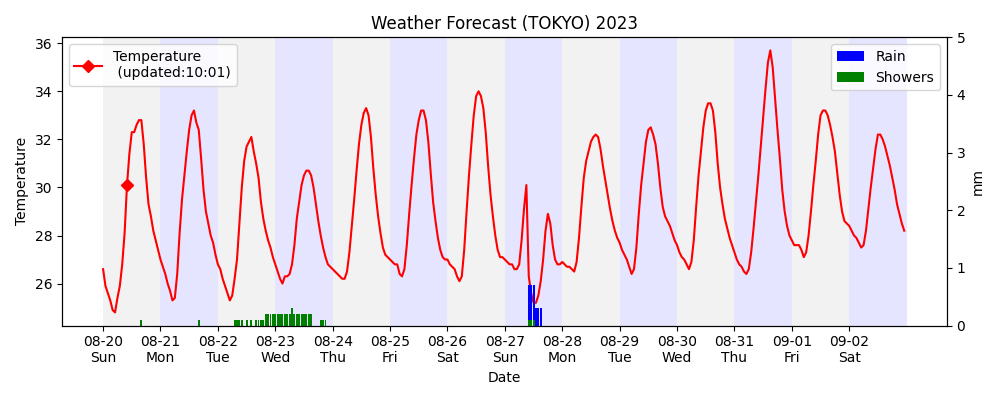 Weather Forecast (TOKYO) 2023
Temperature
(updated:10:01)
Rain
Showers
Temperature
36
34
32
30
28
26
5
4
3
2
1
0
mm
08-20 08-21 08-22 08-23 08-24 08-25 08-26 08-27 08-28 08-29 08-30 08-31 09-01 09-02
Sun Mon Tue Wed Thu Fri Sat Sun Mon Tue Wed Thu Fri Sat
Date